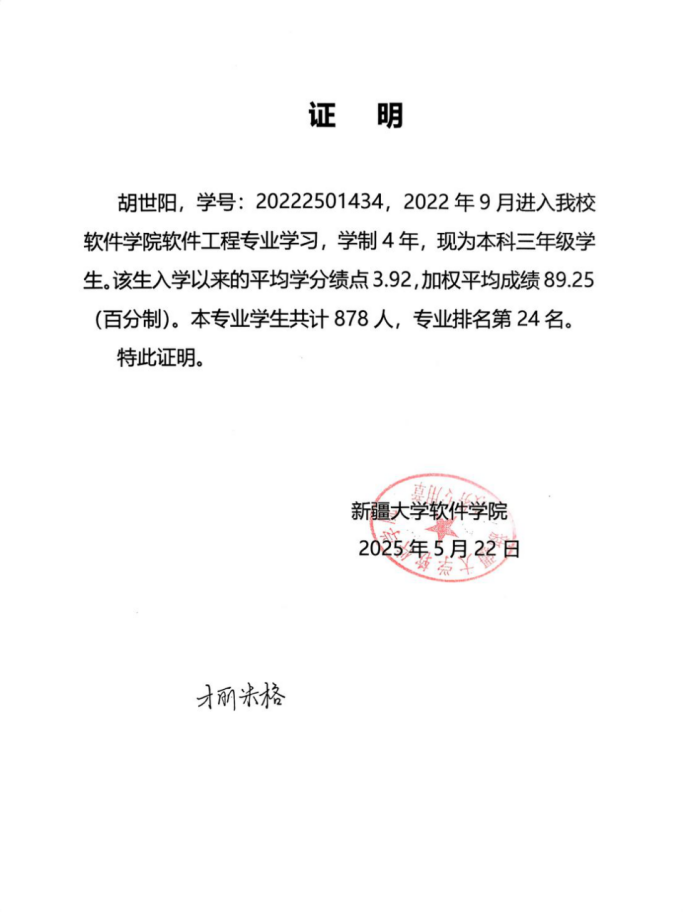 证 明
胡世阳，学号：20222501434，2022 年 9 月进入我校
软件学院软件工程专业学习，学制 4 年，现为本科三年级学
生。该生入学以来的平均学分绩点 3.92，加权平均成绩 89.25
（百分制）。本专业学生共计 878 人，专业排名第 24 名。
特此证明。
新疆大学软件学院
2025 年 5 月 22 日
米格